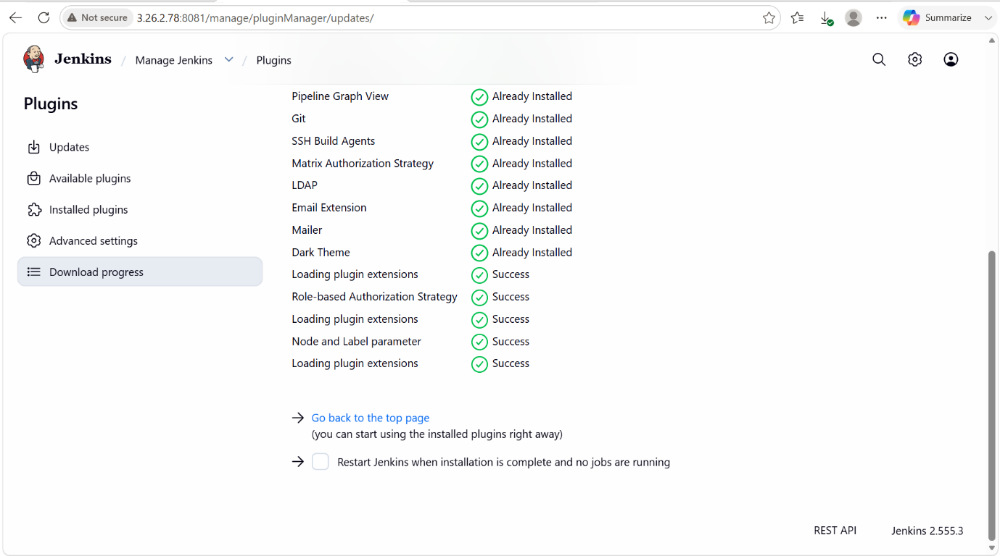 Not secure 3.26.2.78:8081/manage/pluginManager/updates/ Summarize
Jenkins / Manage Jenkins / Plugins
Plugins
Updates
Available plugins
Installed plugins
Advanced settings
Download progress
Pipeline Graph View Already Installed
Git Already Installed
SSH Build Agents Already Installed
Matrix Authorization Strategy Already Installed
LDAP Already Installed
Email Extension Already Installed
Mailer Already Installed
Dark Theme Already Installed
Loading plugin extensions Success
Role-based Authorization Strategy Success
Loading plugin extensions Success
Node and Label parameter Success
Loading plugin extensions Success
Go back to the top page
(you can start using the installed plugins right away)
Restart Jenkins when installation is complete and no jobs are running
REST API Jenkins 2.555.3